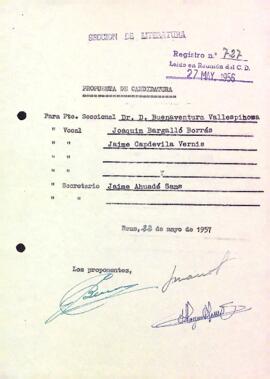 SECCION DE LITERATURA
Registro n.º 727
Leído en Reunión del C. D.
27 MAY. 1956
PROPUESTA DE CANDIDATURA
Para Pte. Seccional Dr. D. Buenaventura Vallespinosa
" Vocal Joaquin Bargalló Borrás
" " Jaime Capdevila Vernis
" "
" "
" Secretario Jaime Ahuadé Sans
Reus, 22 de mayo de 1957
Los proponentes,